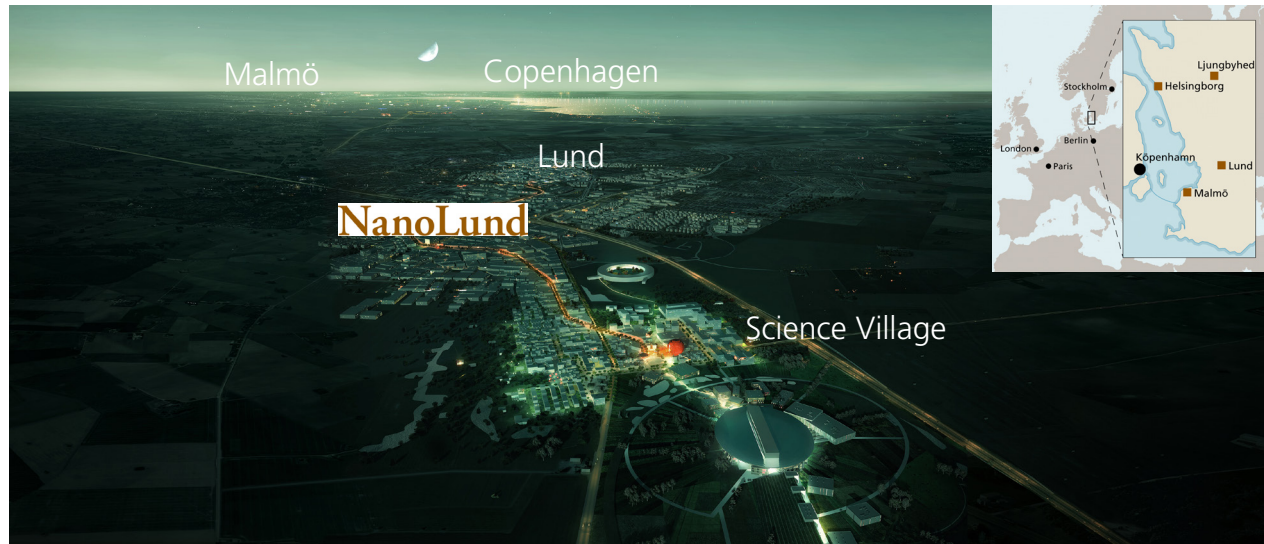 Malmö
Copenhagen
Lund
NanoLund
Science Village
Stockholm
London
Berlin
Paris
Ljungbyhed
Helsingborg
Köpenhamn
Lund
Malmö